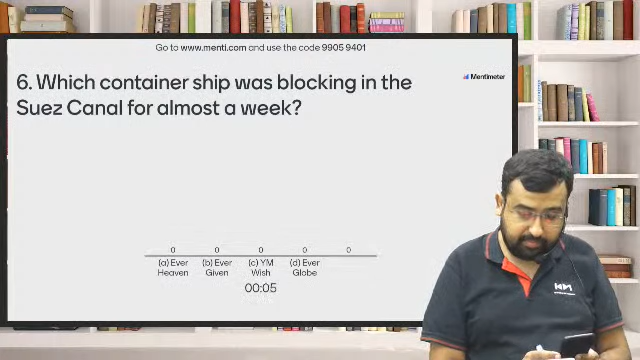 Go to www.menti.com and use the code 9905 9401
6. Which container ship was blocking in the
Suez Canal for almost a week?
Mentimeter
0 0 0 0 0
(a) Ever Heaven
(b) Ever Given
(c) YM Wish
(d) Ever Globe
00:05